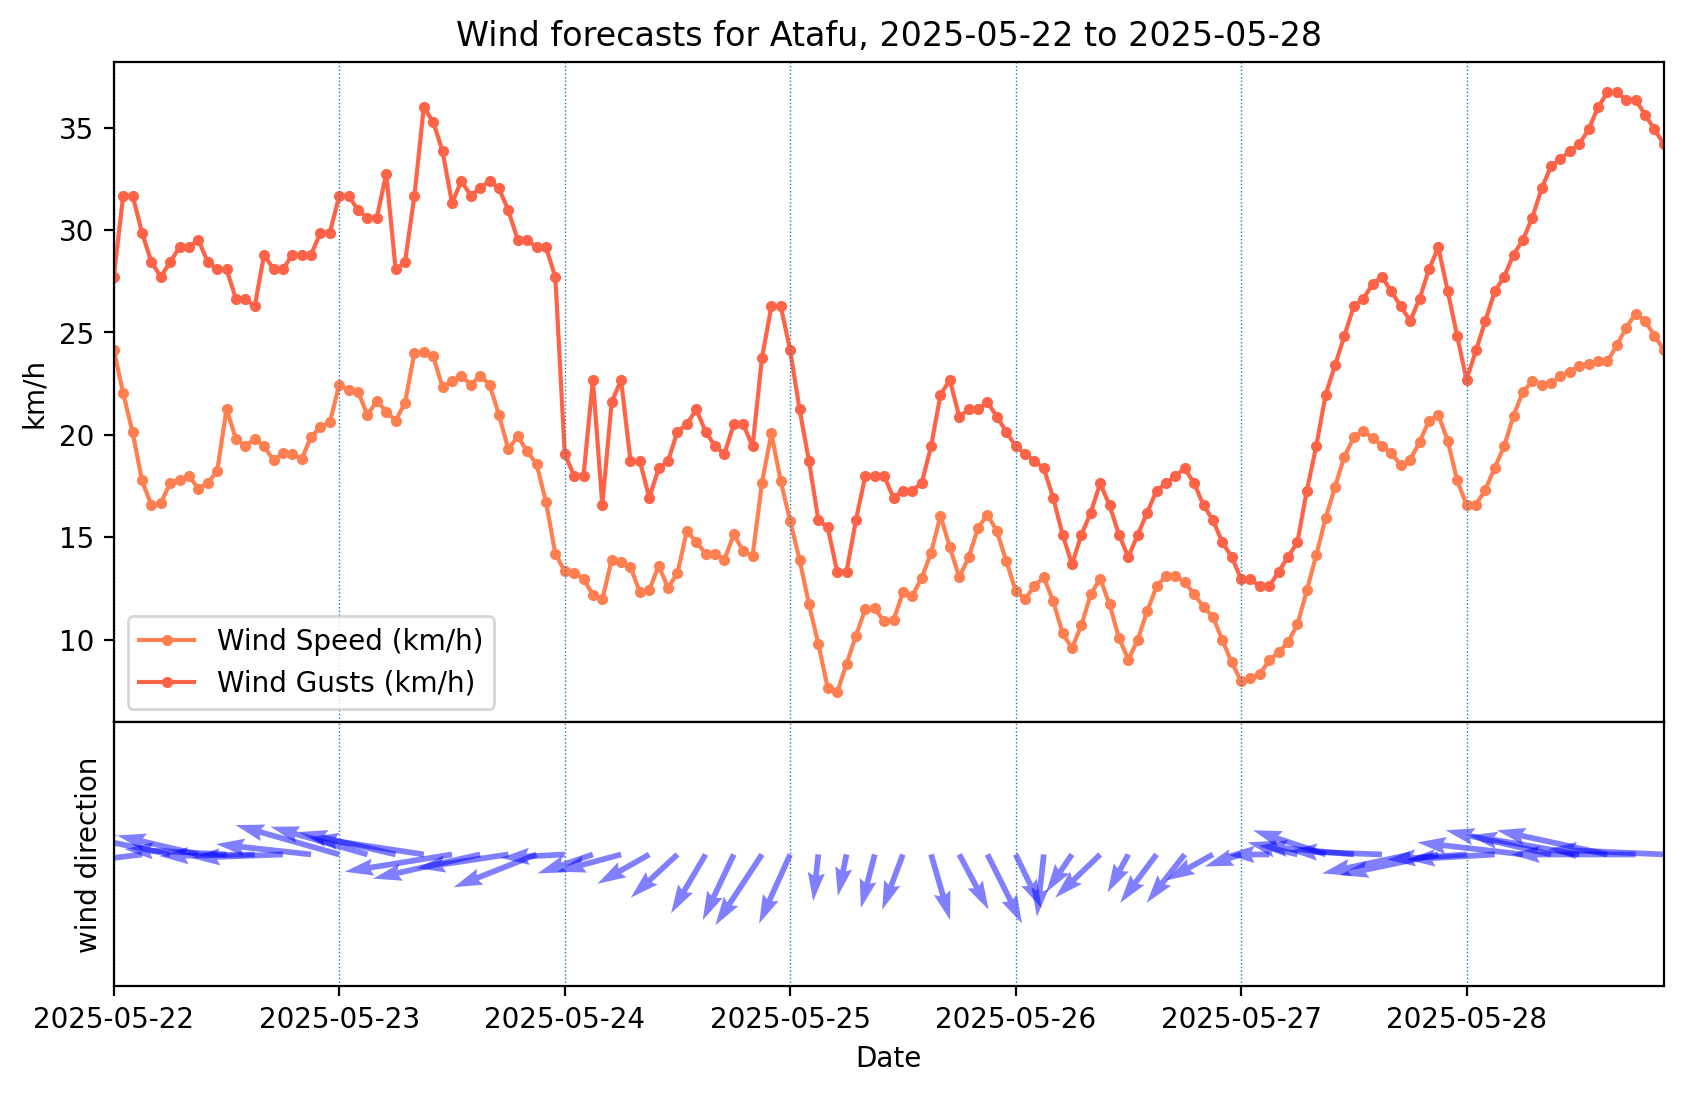 Wind forecasts for Atafu, 2025-05-22 to 2025-05-28
km/h
35
30
25
20
15
10
Wind Speed (km/h)
Wind Gusts (km/h)
wind direction
2025-05-22
2025-05-23
2025-05-24
2025-05-25
2025-05-26
2025-05-27
2025-05-28
Date